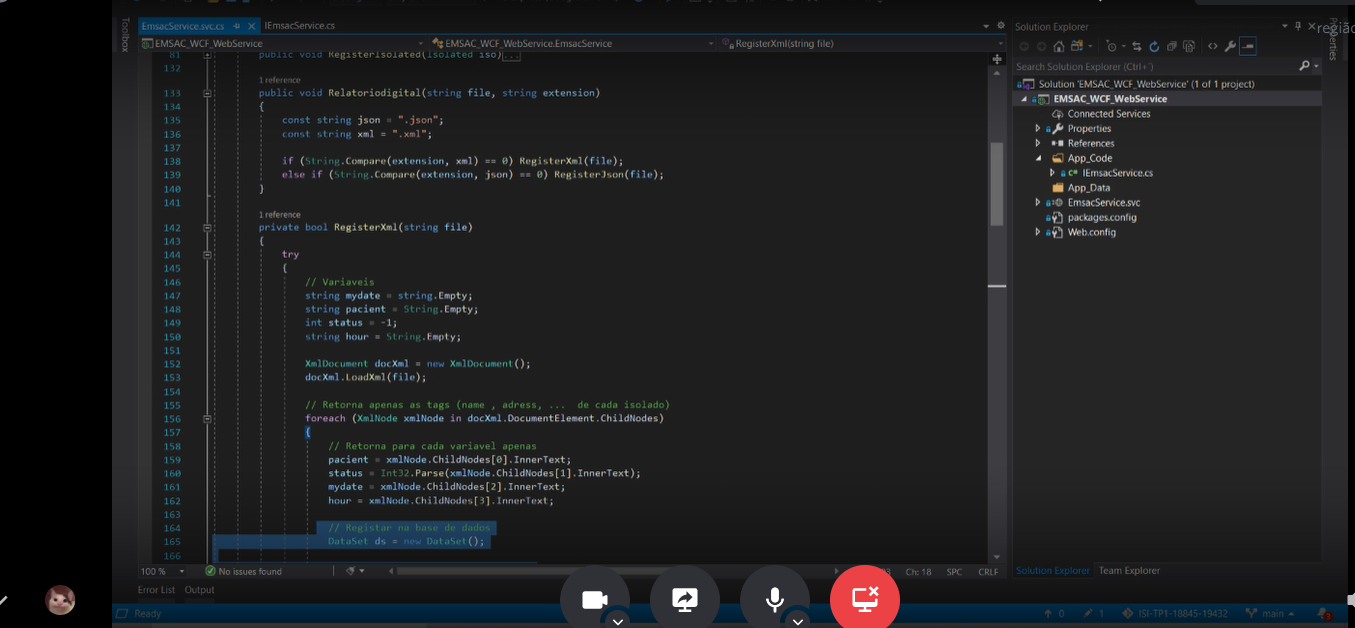 Toolbox
EmsacService.svc.cs
IEmsacService.cs
EMSAC_WCF_WebService
EMSAC_WCF_WebService.EmsacService
RegisterXml(string file)
81 public void RegisterIsolated(Isolated iso)...
132
1 reference
133 public void Relatoriodigital(string file, string extension)
134 {
135 const string json = ".json";
136 const string xml = ".xml";
137
138 if (String.Compare(extension, xml) == 0) RegisterXml(file);
139 else if (String.Compare(extension, json) == 0) RegisterJson(file);
140 }
141
1 reference
142 private bool RegisterXml(string file)
143 {
144 try
145 {
146 // Variaveis
147 string mydate = string.Empty;
148 string pacient = String.Empty;
149 int status = -1;
150 string hour = String.Empty;
151
152 XmlDocument docXml = new XmlDocument();
153 docXml.LoadXml(file);
154
155 // Retorna apenas as tags (name , adress, ... de cada isolado)
156 foreach (XmlNode xmlNode in docXml.DocumentElement.ChildNodes)
157 {
158 // Retorna para cada variavel apenas
159 pacient = xmlNode.ChildNodes[0].InnerText;
160 status = Int32.Parse(xmlNode.ChildNodes[1].InnerText);
161 mydate = xmlNode.ChildNodes[2].InnerText;
162 hour = xmlNode.ChildNodes[3].InnerText;
163
164 // Registar na base de dados
165 DataSet ds = new DataSet();
166
100 %
No issues found
Ch: 18
SPC
CRLF
Error List
Output
Ready
Solution Explorer
Search Solution Explorer (Ctrl+´)
Solution 'EMSAC_WCF_WebService' (1 of 1 project)
EMSAC_WCF_WebService
Connected Services
Properties
References
App_Code
C# IEmsacService.cs
App_Data
EmsacService.svc
packages.config
Web.config
Solution Explorer
Team Explorer
Properties
0
1
ISI-TP1-18845-19432
main